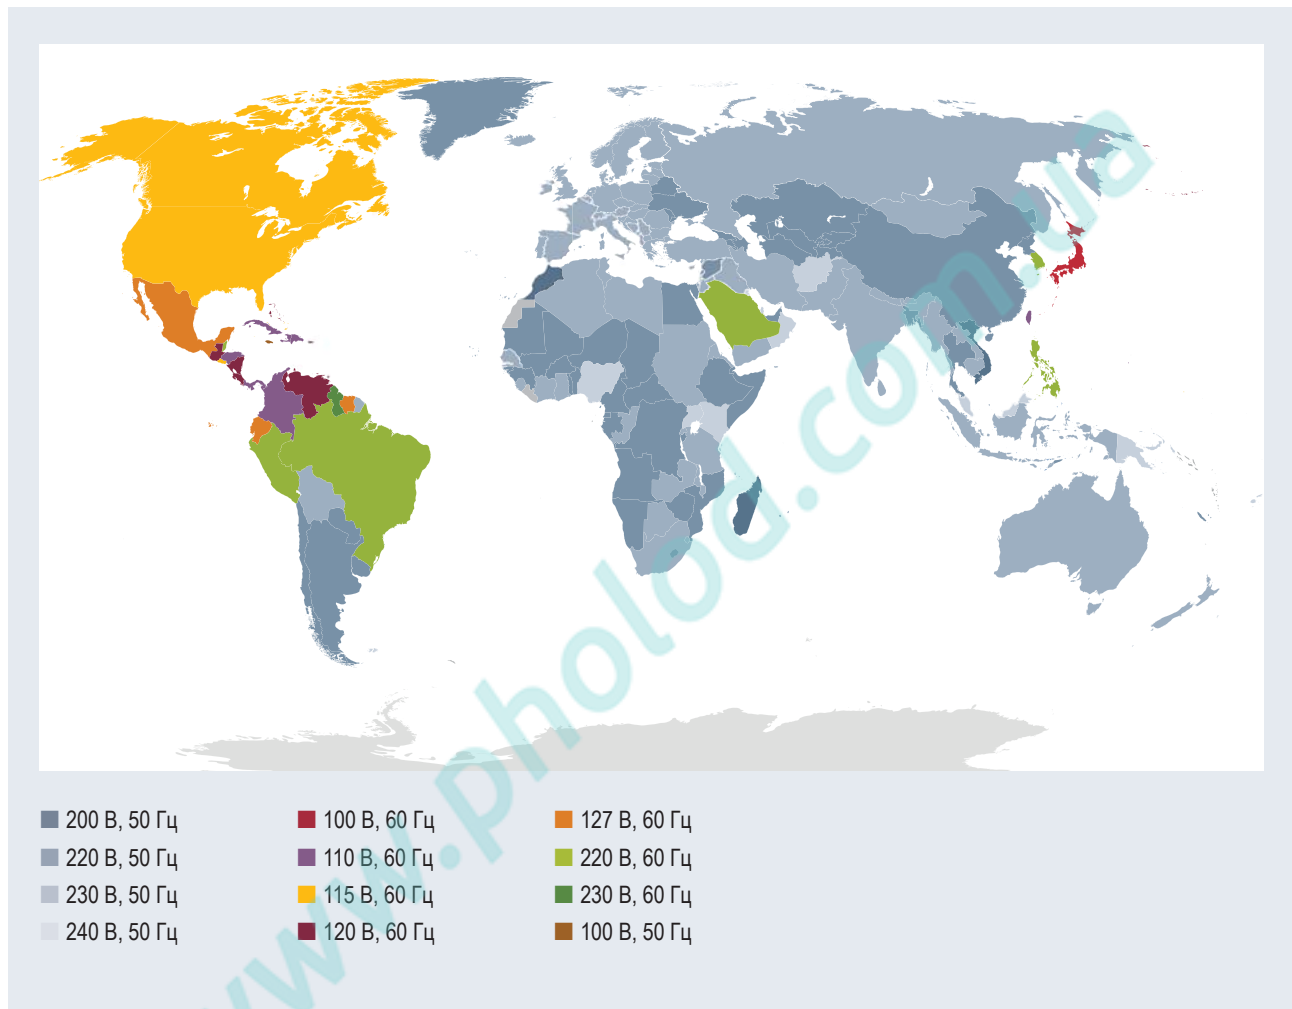 200 В, 50 Гц
220 В, 50 Гц
230 В, 50 Гц
240 В, 50 Гц
100 В, 60 Гц
110 В, 60 Гц
115 В, 60 Гц
120 В, 60 Гц
127 В, 60 Гц
220 В, 60 Гц
230 В, 60 Гц
100 В, 50 Гц
www.pholod.com.ua